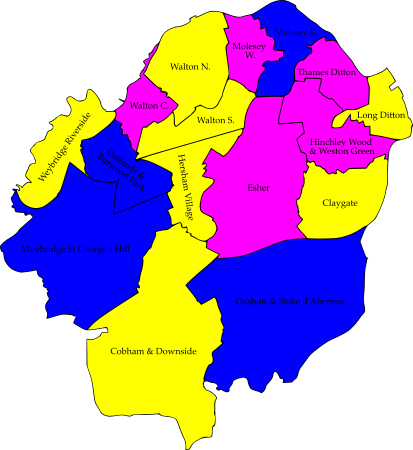 Molesey E.
Molesey
W.
Walton N.
Thames Ditton
Walton C.
Long Ditton
Walton S.
Weybridge Riverside
Hinchley Wood
& Weston Green
Oatlands &
Burwood Park
Hersham Village
Esher
Claygate
Weybridge St.George's Hill
Oxshott & Stoke d'Abernon
Cobham & Downside